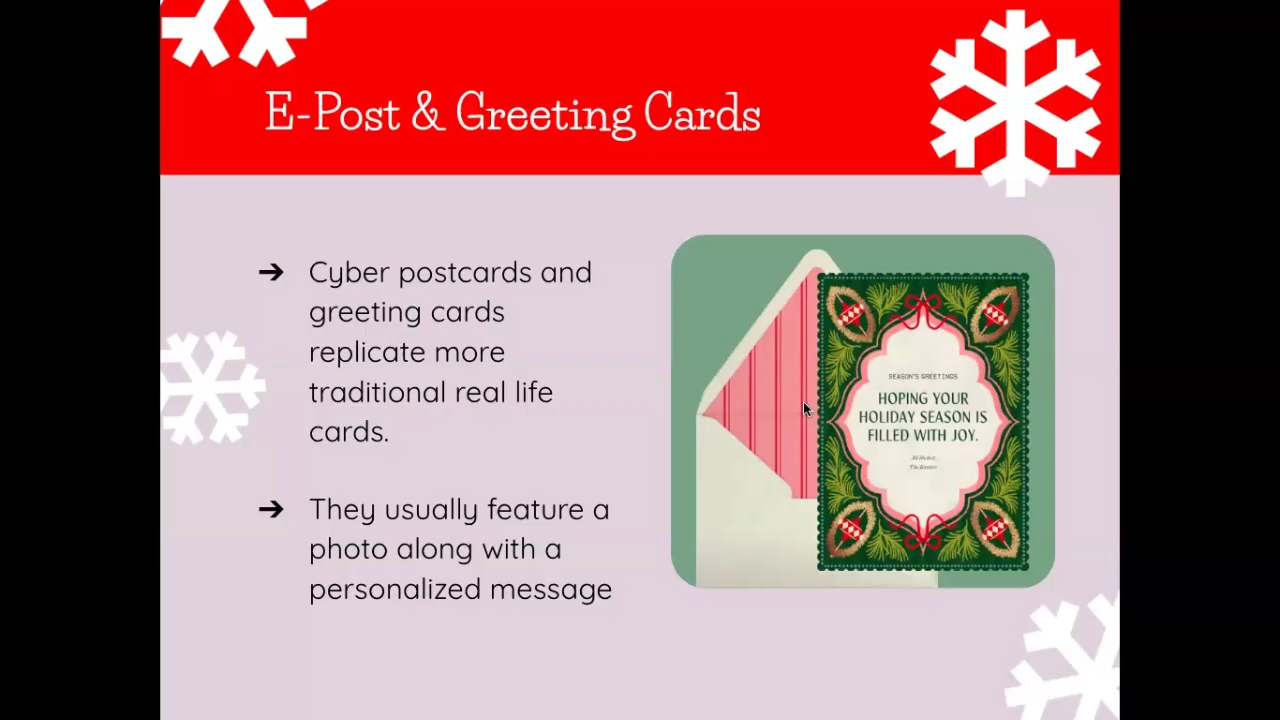 E-Post & Greeting Cards
➔ Cyber postcards and
greeting cards
replicate more
traditional real life
cards.
➔ They usually feature a
photo along with a
personalized message
SEASON'S GREETINGS
HOPING YOUR
HOLIDAY SEASON IS
FILLED WITH JOY.